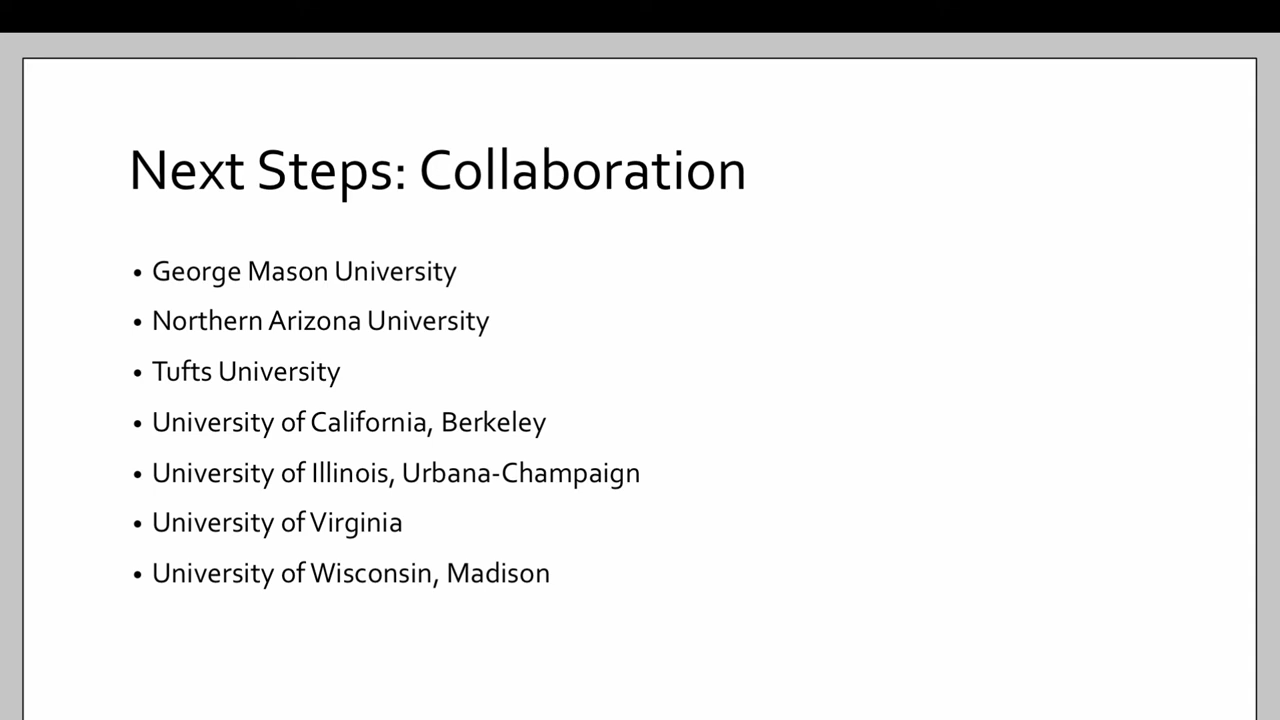 Next Steps: Collaboration
• George Mason University
• Northern Arizona University
• Tufts University
• University of California, Berkeley
• University of Illinois, Urbana-Champaign
• University of Virginia
• University of Wisconsin, Madison